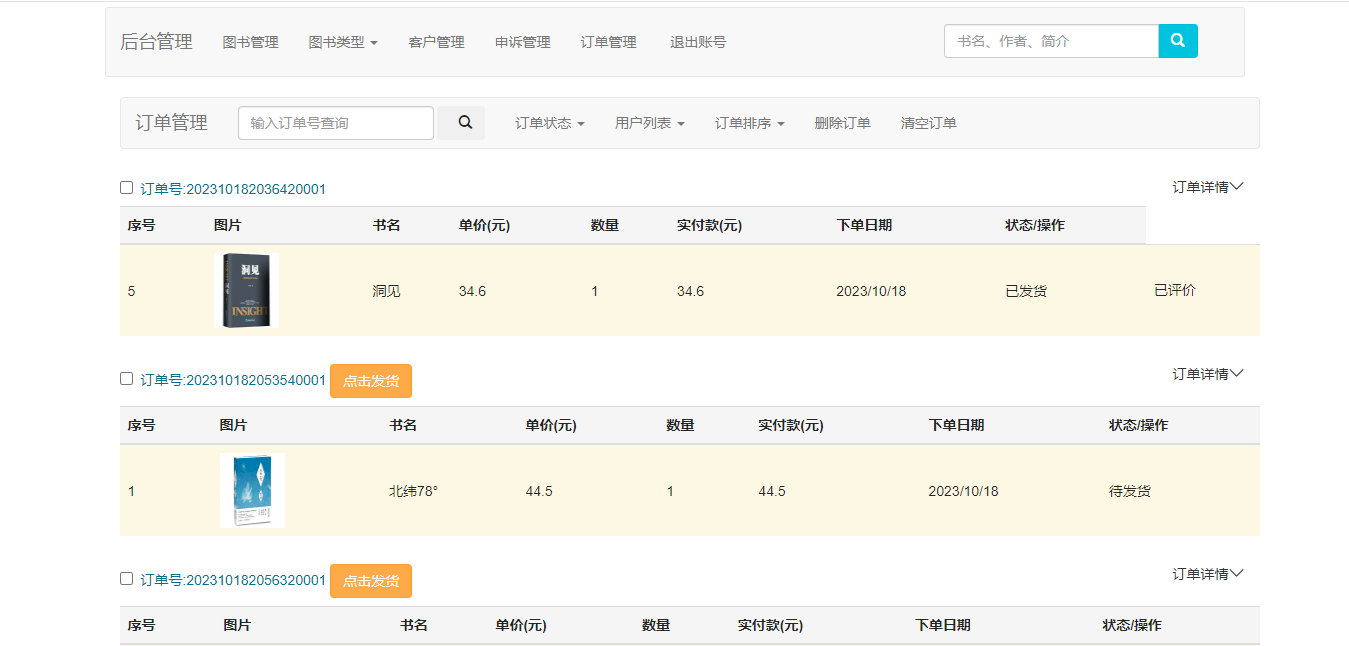 后台管理 图书管理 图书类型 客户管理 申诉管理 订单管理 退出账号 书名、作者、简介
订单管理 输入订单号查询 订单状态 用户列表 订单排序 删除订单 清空订单
订单号:202310182036420001 订单详情
序号 图片 书名 单价(元) 数量 实付款(元) 下单日期 状态/操作
5 洞见 INSIGHT 洞见 34.6 1 34.6 2023/10/18 已发货 已评价
订单号:202310182053540001 点击发货 订单详情
序号 图片 书名 单价(元) 数量 实付款(元) 下单日期 状态/操作
1 北纬78° 44.5 1 44.5 2023/10/18 待发货
订单号:202310182056320001 点击发货 订单详情
序号 图片 书名 单价(元) 数量 实付款(元) 下单日期 状态/操作